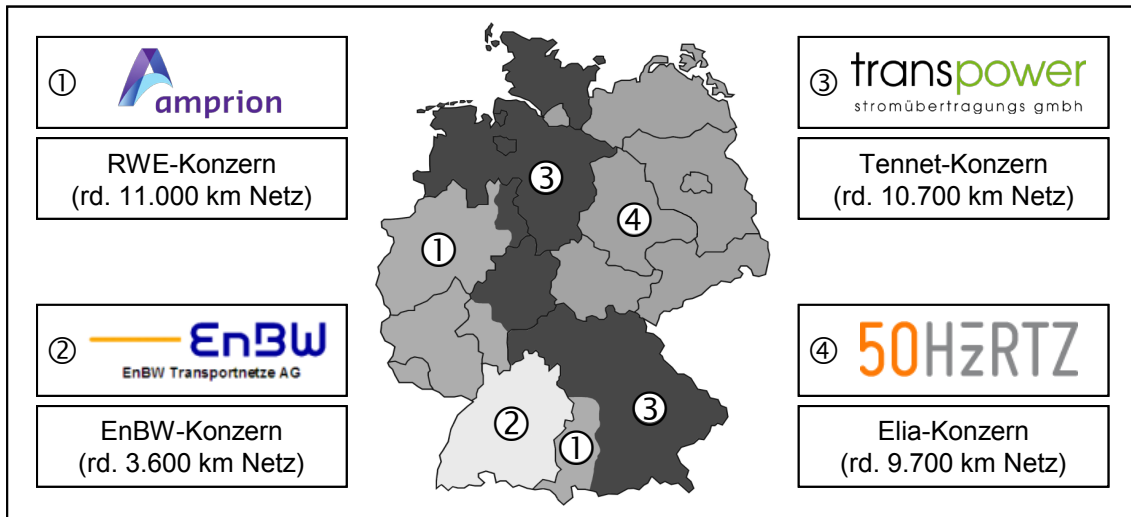 ① amprion
RWE-Konzern
(rd. 11.000 km Netz)
② EnBW
EnBW Transportnetze AG
EnBW-Konzern
(rd. 3.600 km Netz)
③
①
④
②
①
③
③ transpower
stromübertragungs gmbh
Tennet-Konzern
(rd. 10.700 km Netz)
④ 50HzRTZ
Elia-Konzern
(rd. 9.700 km Netz)